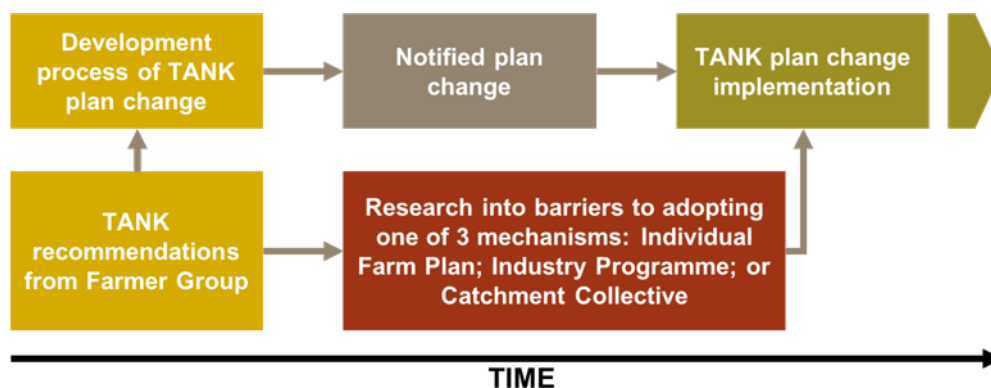 Development
process of TANK
plan change
Notified plan
change
TANK plan change
implementation
TANK
recommendations
from Farmer Group
Research into barriers to adopting
one of 3 mechanisms: Individual
Farm Plan; Industry Programme; or
Catchment Collective
TIME